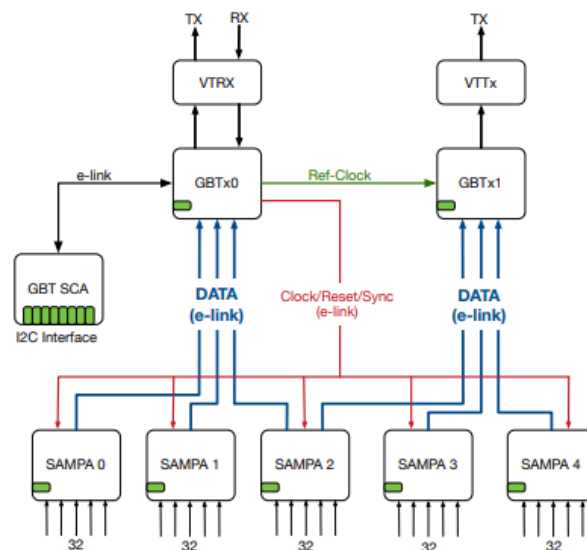 TX
RX
TX
VTRX
VTTx
e-link
GBTx0
Ref-Clock
GBTx1
GBT SCA
I2C Interface
DATA
(e-link)
Clock/Reset/Sync
(e-link)
DATA
(e-link)
SAMPA 0
SAMPA 1
SAMPA 2
SAMPA 3
SAMPA 4
32
32
32
32
32